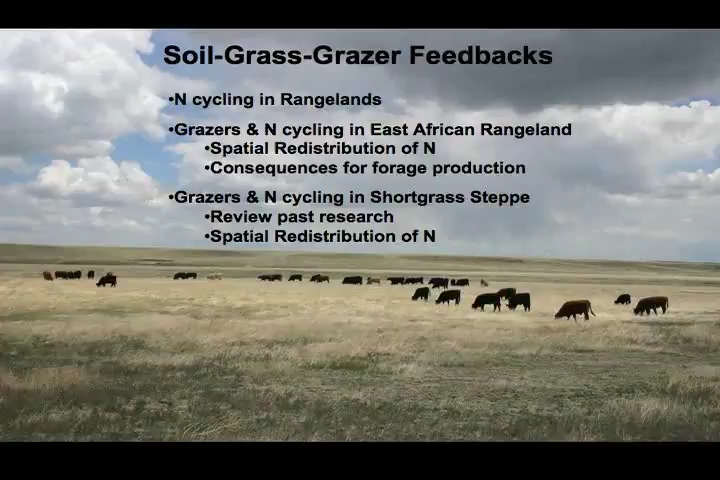 Soil-Grass-Grazer Feedbacks
•N cycling in Rangelands
•Grazers & N cycling in East African Rangeland
•Spatial Redistribution of N
•Consequences for forage production
•Grazers & N cycling in Shortgrass Steppe
•Review past research
•Spatial Redistribution of N